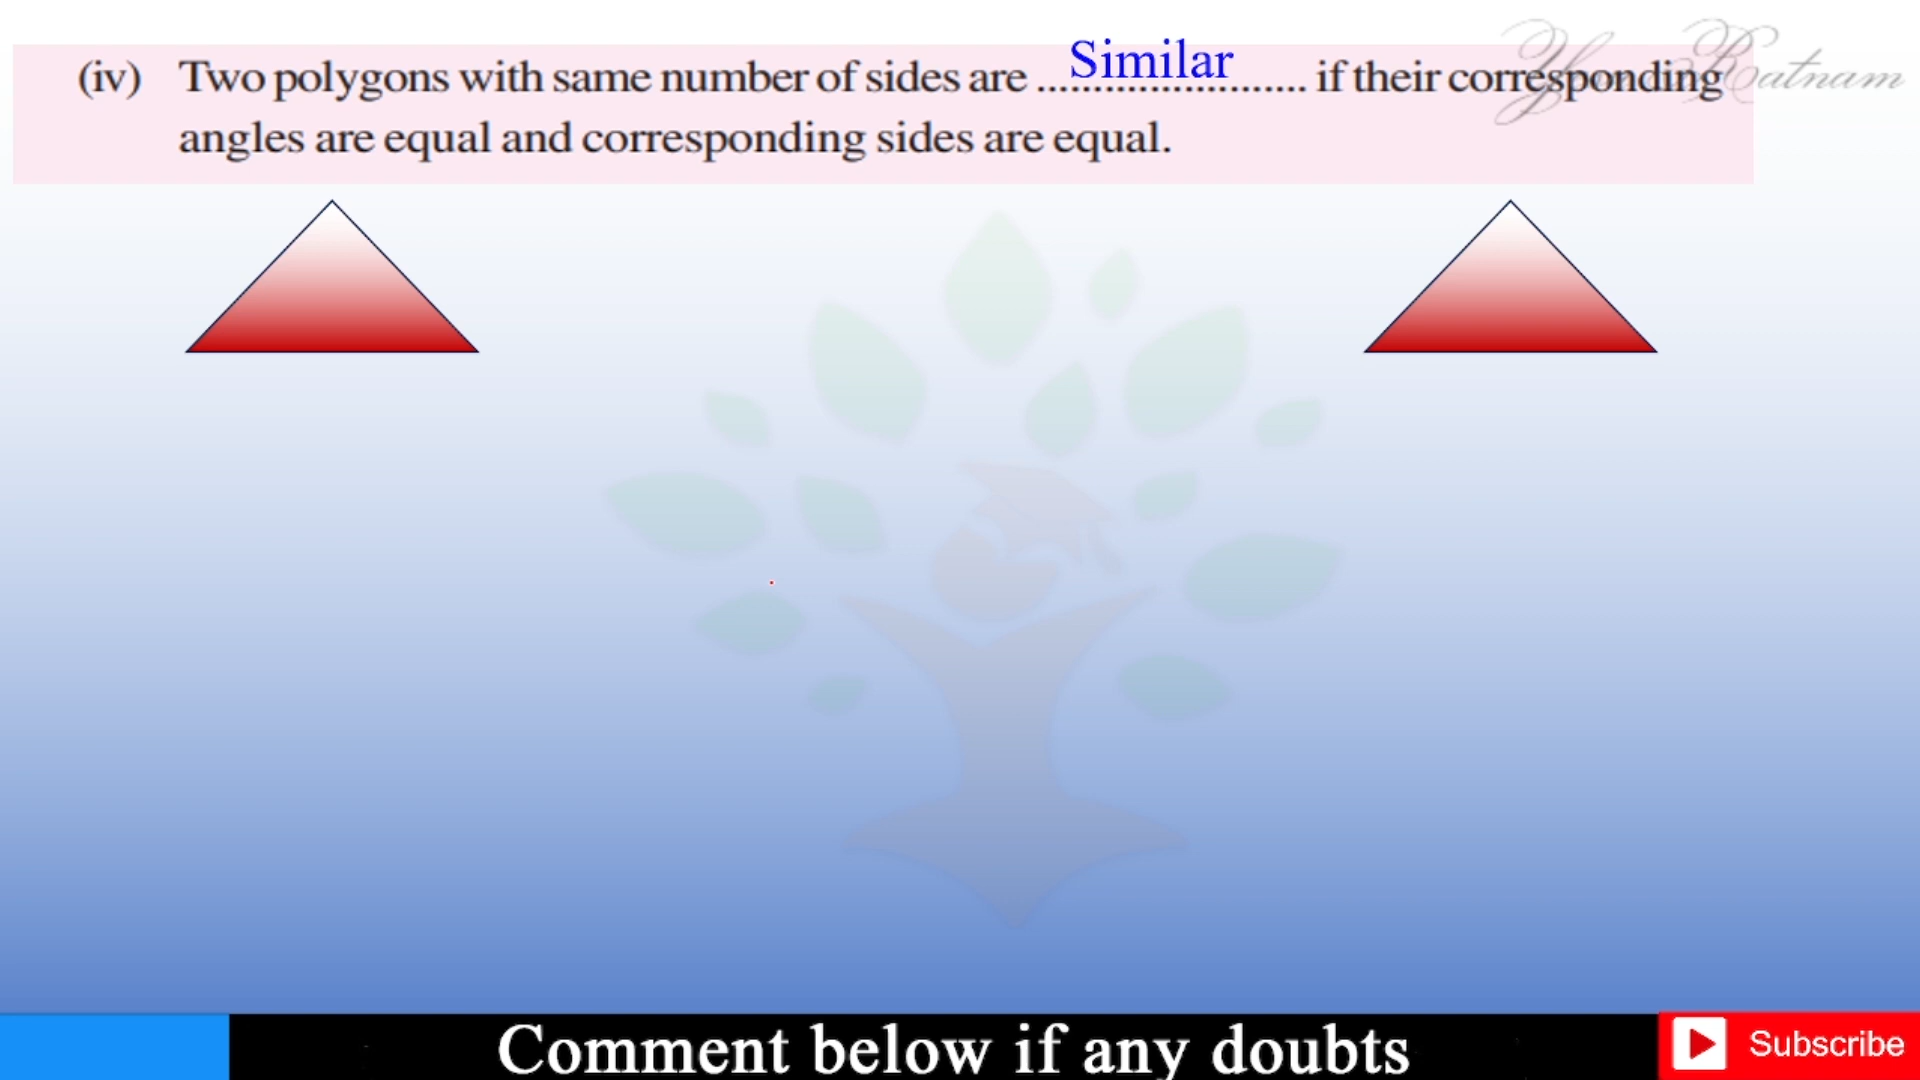 (iv) Two polygons with same number of sides are Similar ........................ if their corresponding
angles are equal and corresponding sides are equal.
Ratnam
Comment below if any doubts
Subscribe